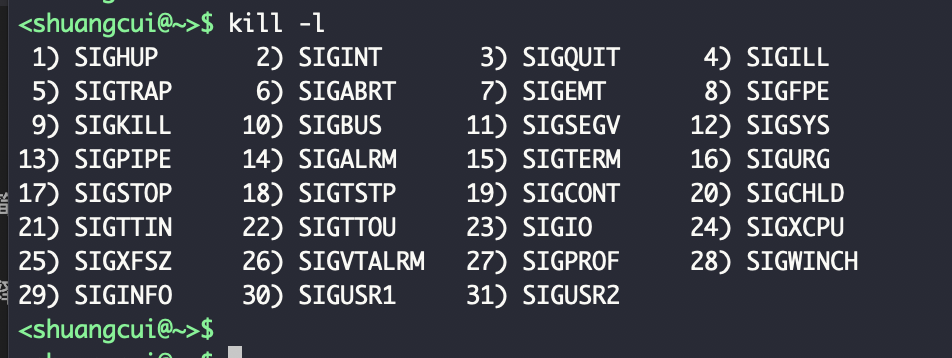 <shuangcui@~>$ kill -l
1) SIGHUP 2) SIGINT 3) SIGQUIT 4) SIGILL
5) SIGTRAP 6) SIGABRT 7) SIGEMT 8) SIGFPE
9) SIGKILL 10) SIGBUS 11) SIGSEGV 12) SIGSYS
13) SIGPIPE 14) SIGALRM 15) SIGTERM 16) SIGURG
17) SIGSTOP 18) SIGTSTP 19) SIGCONT 20) SIGCHLD
21) SIGTTIN 22) SIGTTOU 23) SIGIO 24) SIGXCPU
25) SIGXFSZ 26) SIGVTALRM 27) SIGPROF 28) SIGWINCH
29) SIGINFO 30) SIGUSR1 31) SIGUSR2
<shuangcui@~>$